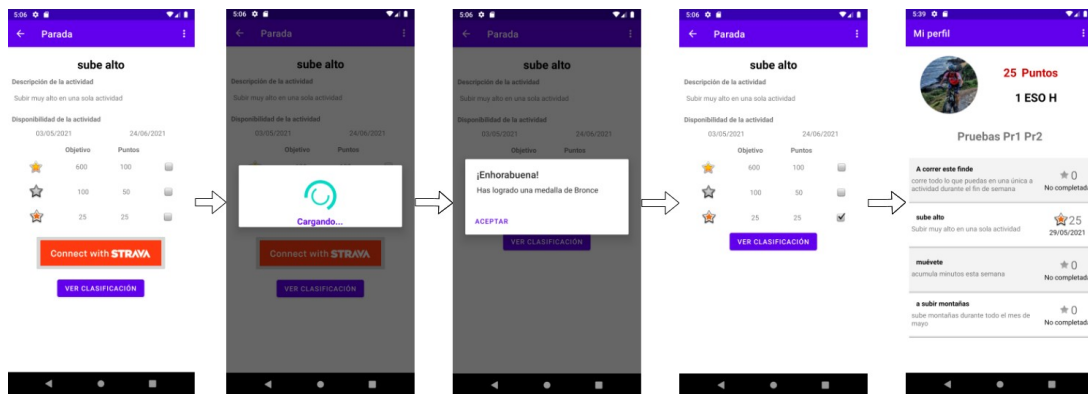 5:06
Parada
sube alto
Descripción de la actividad
Subir muy alto en una sola actividad
Disponibilidad de la actividad
03/05/2021 24/06/2021
Objetivo Puntos
600 100
100 50
25 25
Connect with STRAVA
VER CLASIFICACIÓN
5:06
Parada
sube alto
Descripción de la actividad
Subir muy alto en una sola actividad
Disponibilidad de la actividad
03/05/2021 24/06/2021
Objetivo Puntos
Cargando...
Connect with STRAVA
VER CLASIFICACIÓN
5:06
Parada
sube alto
Descripción de la actividad
Subir muy alto en una sola actividad
Disponibilidad de la actividad
03/05/2021 24/06/2021
Objetivo Puntos
¡Enhorabuena!
Has logrado una medalla de Bronce
ACEPTAR
VER CLASIFICACIÓN
5:06
Parada
sube alto
Descripción de la actividad
Subir muy alto en una sola actividad
Disponibilidad de la actividad
03/05/2021 24/06/2021
Objetivo Puntos
600 100
100 50
25 25
VER CLASIFICACIÓN
5:39
Mi perfil
25 Puntos
1 ESO H
Pruebas Pr1 Pr2
A correr este finde
corre todo lo que puedas en una única a
actividad durante el fin de semana
0
No completada
sube alto
Subir muy alto en una sola actividad
25
29/05/2021
muévete
acumula minutos esta semana
0
No completada
a subir montañas
sube montañas durante todo el mes de
mayo
0
No completada